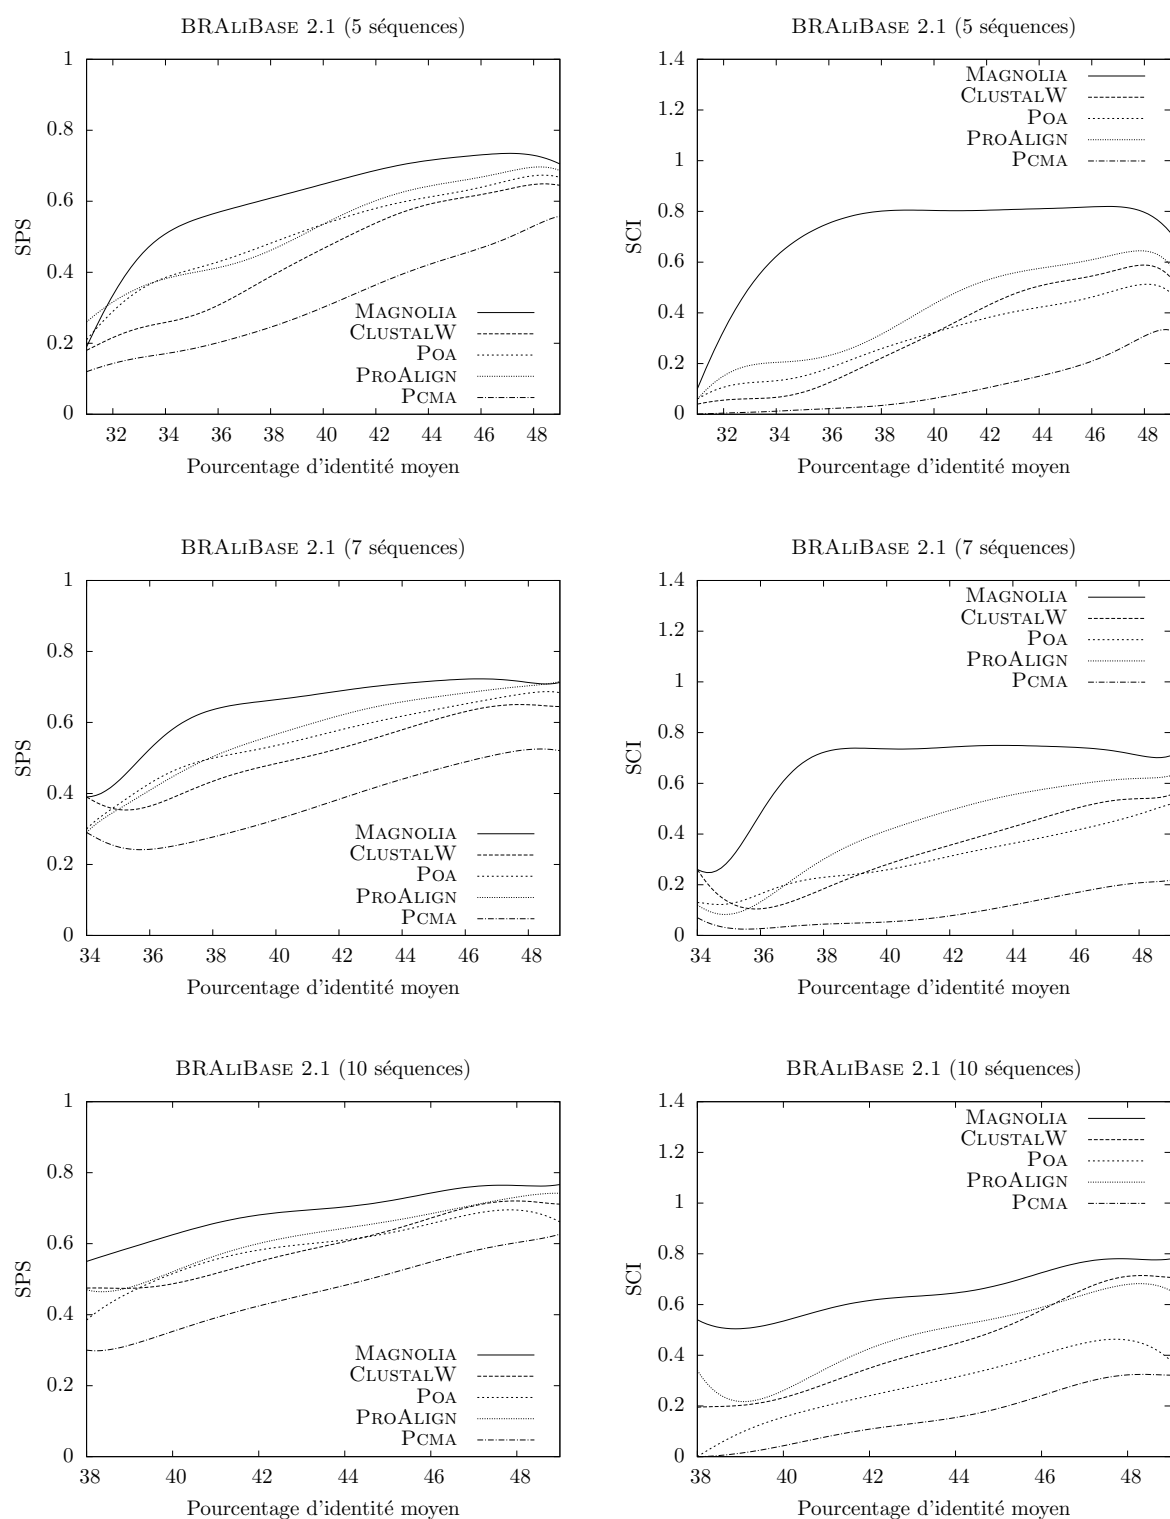 BRALIBASE 2.1 (5 séquences)
1
0.8
0.6
0.4
0.2
0
SPS
MAGNOLIA
CLUSTALW
POA
PROALIGN
PCMA
32 34 36 38 40 42 44 46 48
Pourcentage d'identité moyen
BRALIBASE 2.1 (5 séquences)
1.4
1.2
1
0.8
0.6
0.4
0.2
0
SCI
MAGNOLIA
CLUSTALW
POA
PROALIGN
PCMA
32 34 36 38 40 42 44 46 48
Pourcentage d'identité moyen
BRALIBASE 2.1 (7 séquences)
1
0.8
0.6
0.4
0.2
0
SPS
MAGNOLIA
CLUSTALW
POA
PROALIGN
PCMA
34 36 38 40 42 44 46 48
Pourcentage d'identité moyen
BRALIBASE 2.1 (7 séquences)
1.4
1.2
1
0.8
0.6
0.4
0.2
0
SCI
MAGNOLIA
CLUSTALW
POA
PROALIGN
PCMA
34 36 38 40 42 44 46 48
Pourcentage d'identité moyen
BRALIBASE 2.1 (10 séquences)
1
0.8
0.6
0.4
0.2
0
SPS
MAGNOLIA
CLUSTALW
POA
PROALIGN
PCMA
38 40 42 44 46 48
Pourcentage d'identité moyen
BRALIBASE 2.1 (10 séquences)
1.4
1.2
1
0.8
0.6
0.4
0.2
0
SCI
MAGNOLIA
CLUSTALW
POA
PROALIGN
PCMA
38 40 42 44 46 48
Pourcentage d'identité moyen